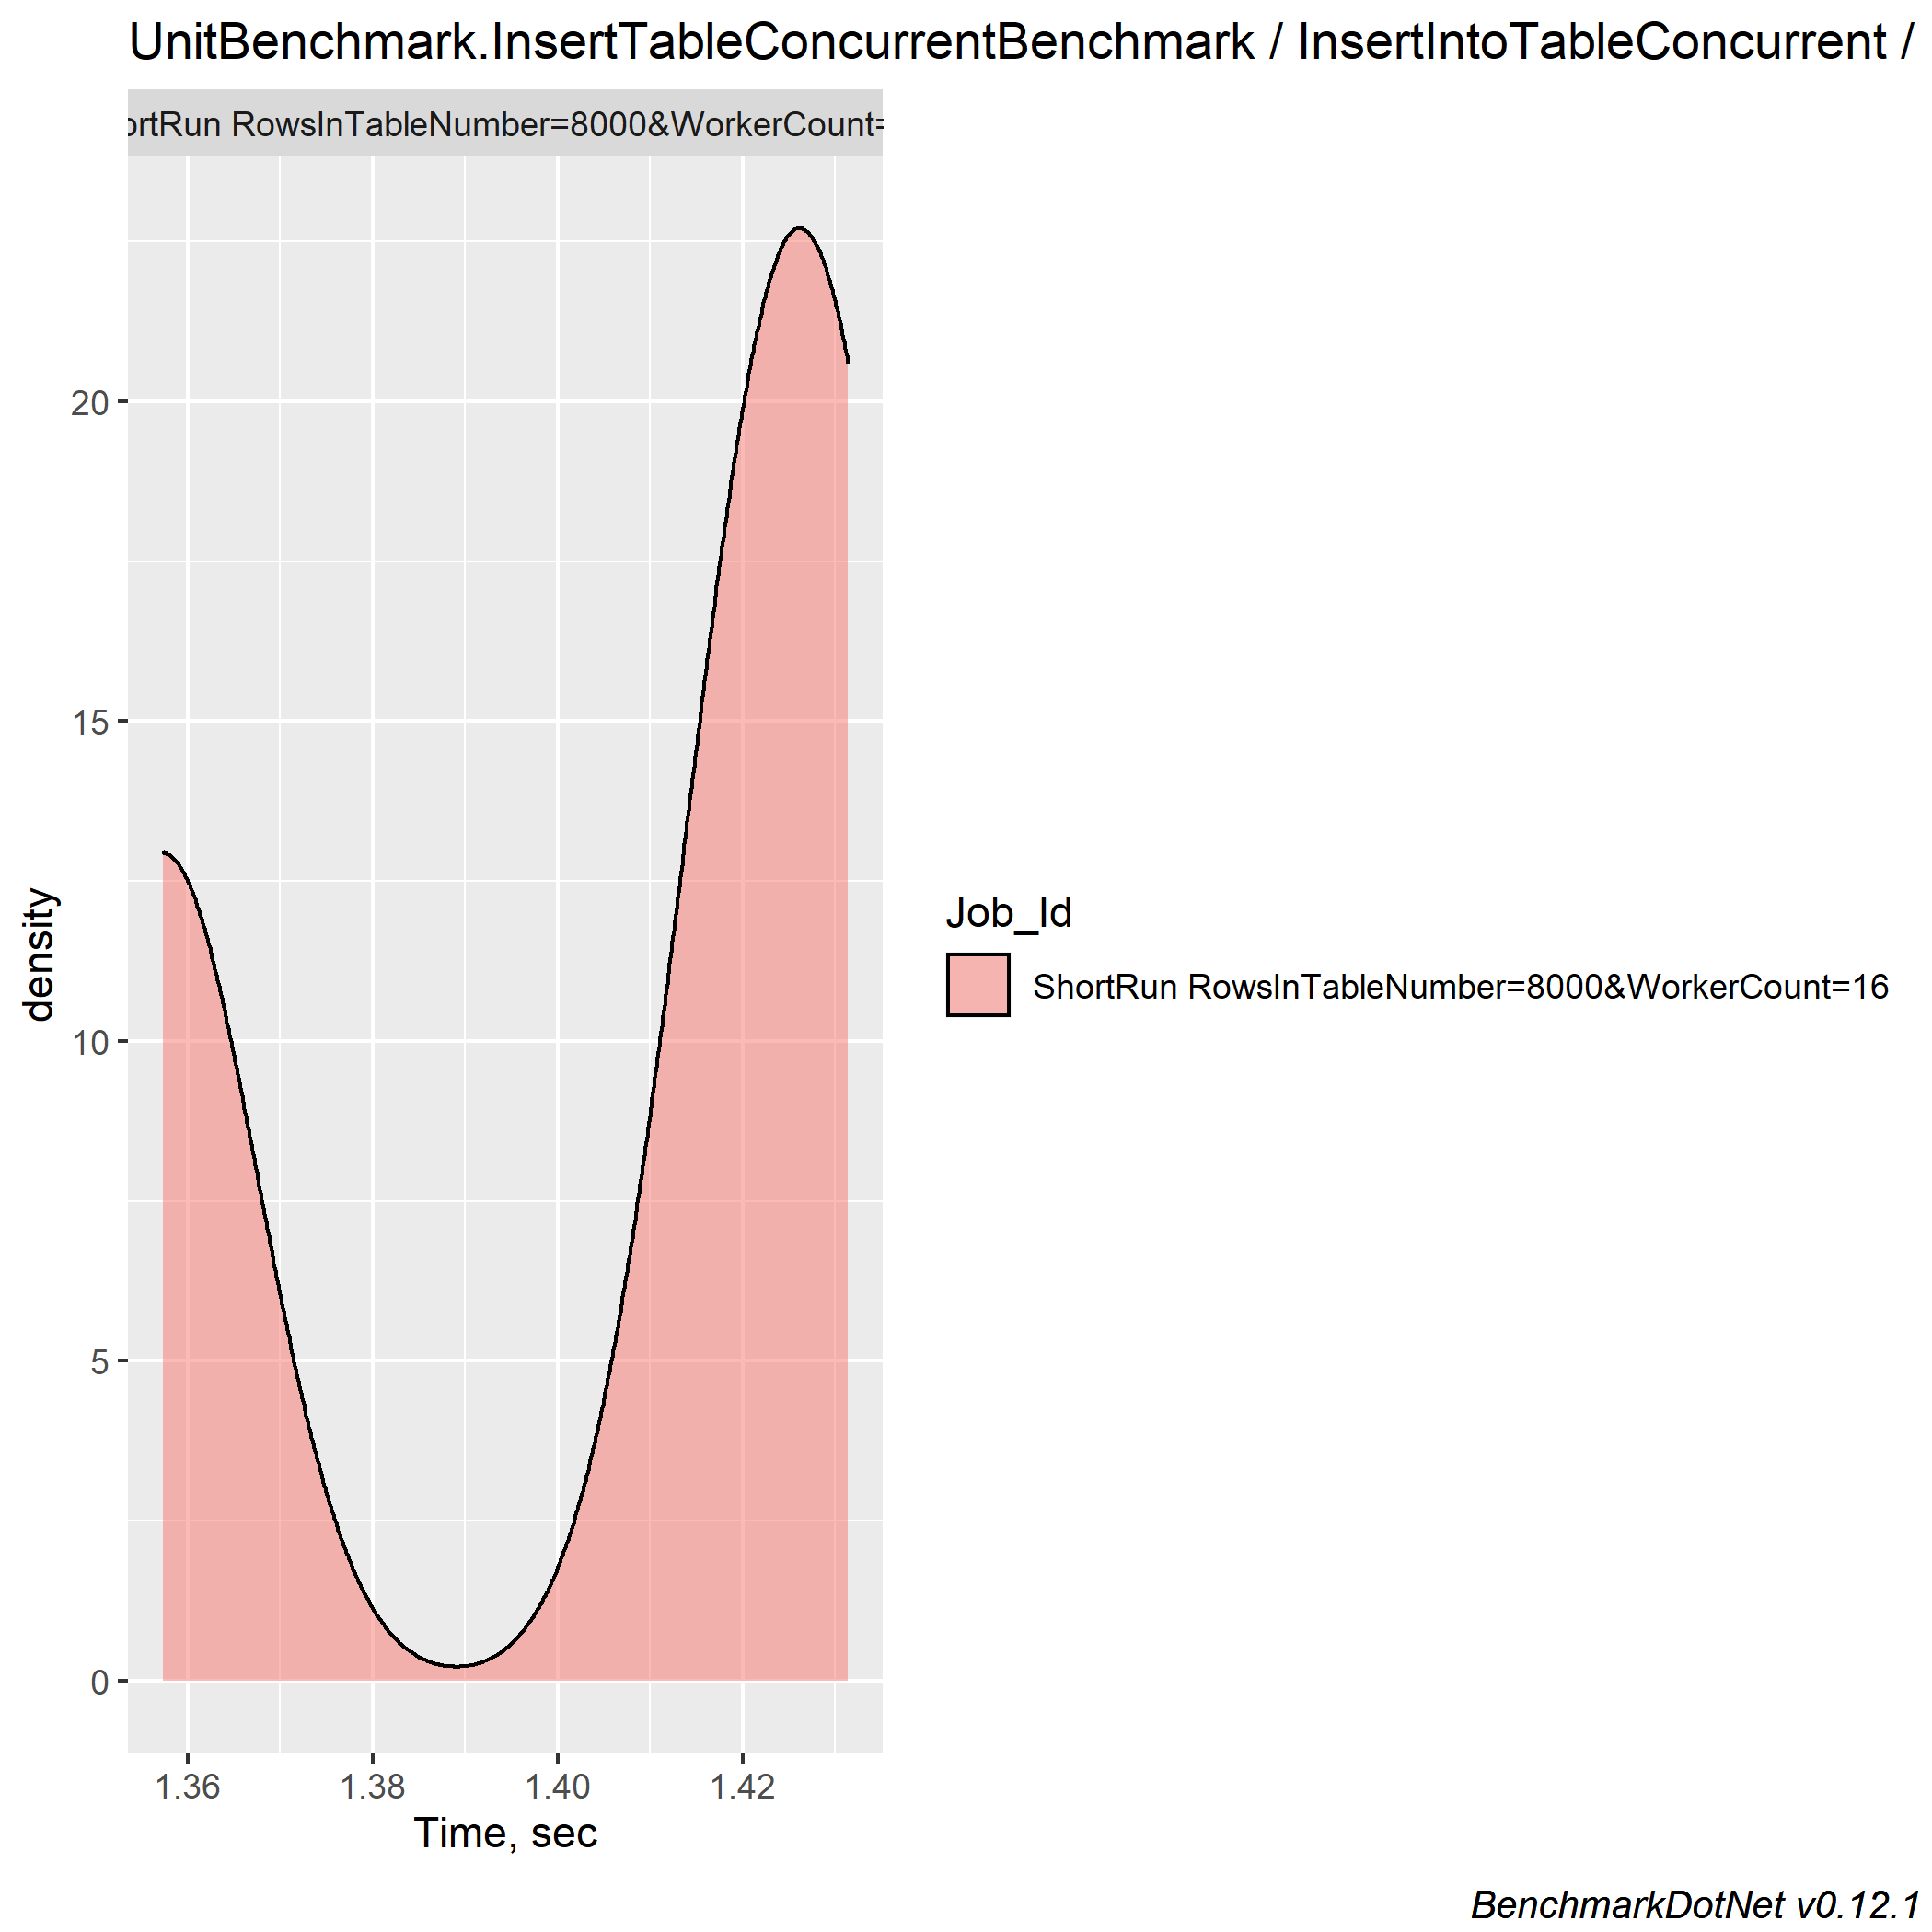 UnitBenchmark.InsertTableConcurrentBenchmark / InsertIntoTableConcurrent /
ortRun RowsInTableNumber=8000&WorkerCount=
density
20
15
10
5
0
1.36 1.38 1.40 1.42
Time, sec
Job_Id
ShortRun RowsInTableNumber=8000&WorkerCount=16
BenchmarkDotNet v0.12.1